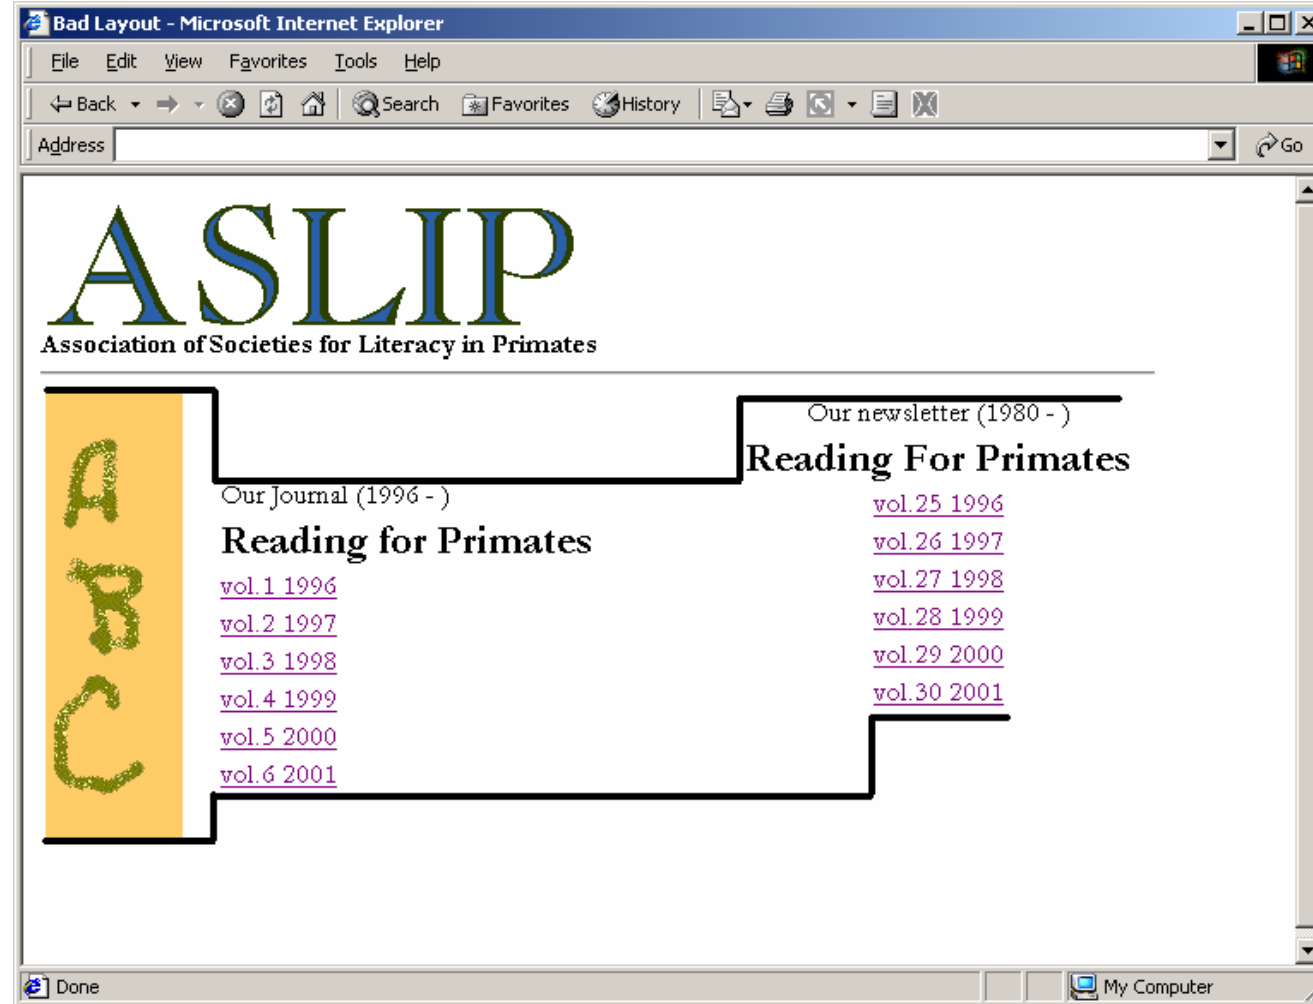 Bad Layout - Microsoft Internet Explorer
File Edit View Favorites Tools Help
Back Search Favorites History
Address Go
ASLIP
Association of Societies for Literacy in Primates
A
B
C
Our Journal (1996 - )
Reading for Primates
vol.1 1996
vol.2 1997
vol.3 1998
vol.4 1999
vol.5 2000
vol.6 2001
Our newsletter (1980 - )
Reading For Primates
vol.25 1996
vol.26 1997
vol.27 1998
vol.28 1999
vol.29 2000
vol.30 2001
Done My Computer